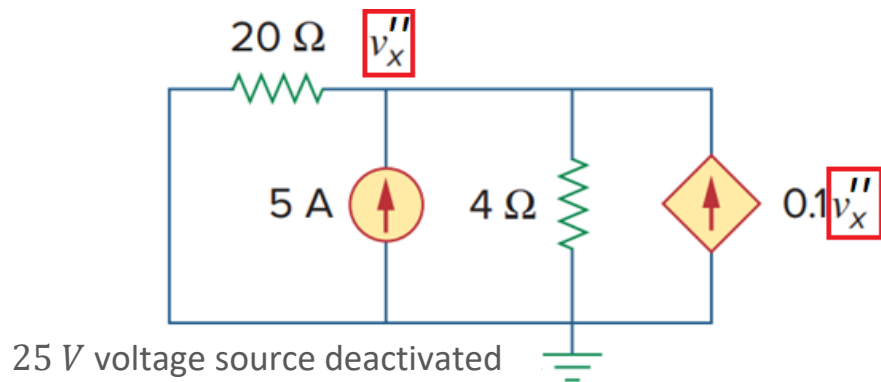 20 Ω v''x
5 A 4 Ω 0.1v''x
25 V voltage source deactivated